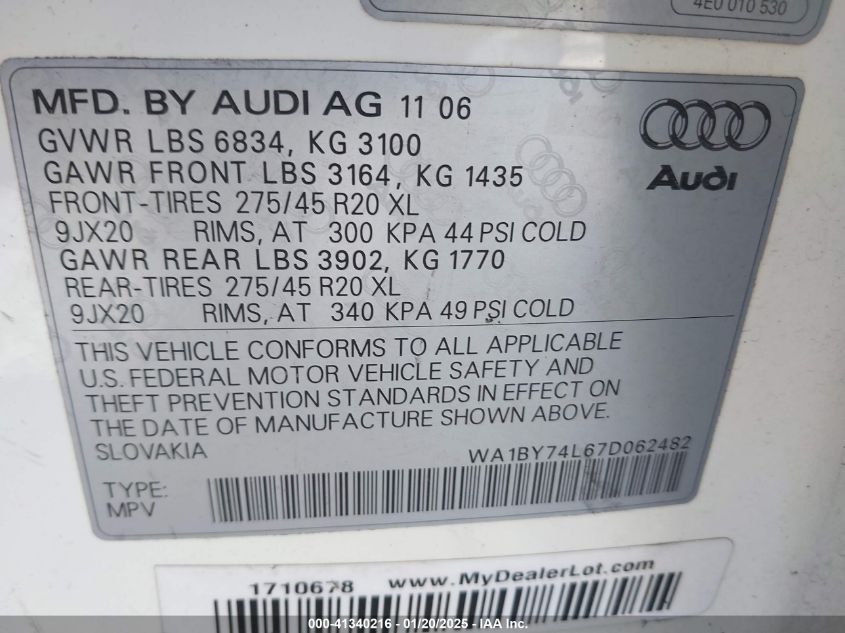 4E0 010 530
MFD. BY AUDI AG 11 06
GVWR LBS 6834, KG 3100
GAWR FRONT LBS 3164, KG 1435
FRONT-TIRES 275/45 R20 XL
9JX20 RIMS, AT 300 KPA 44 PSI COLD
GAWR REAR LBS 3902, KG 1770
REAR-TIRES 275/45 R20 XL
9JX20 RIMS, AT 340 KPA 49 PSI COLD
Audi
THIS VEHICLE CONFORMS TO ALL APPLICABLE
U.S. FEDERAL MOTOR VEHICLE SAFETY AND
THEFT PREVENTION STANDARDS IN EFFECT ON
THE DATE OF MANUFACTURE SHOWN ABOVE.
SLOVAKIA WA1BY74L67D062482
TYPE:
MPV
1710678 www.MyDealerLot.com
000-41340216 - 01/20/2025 - IAA Inc.